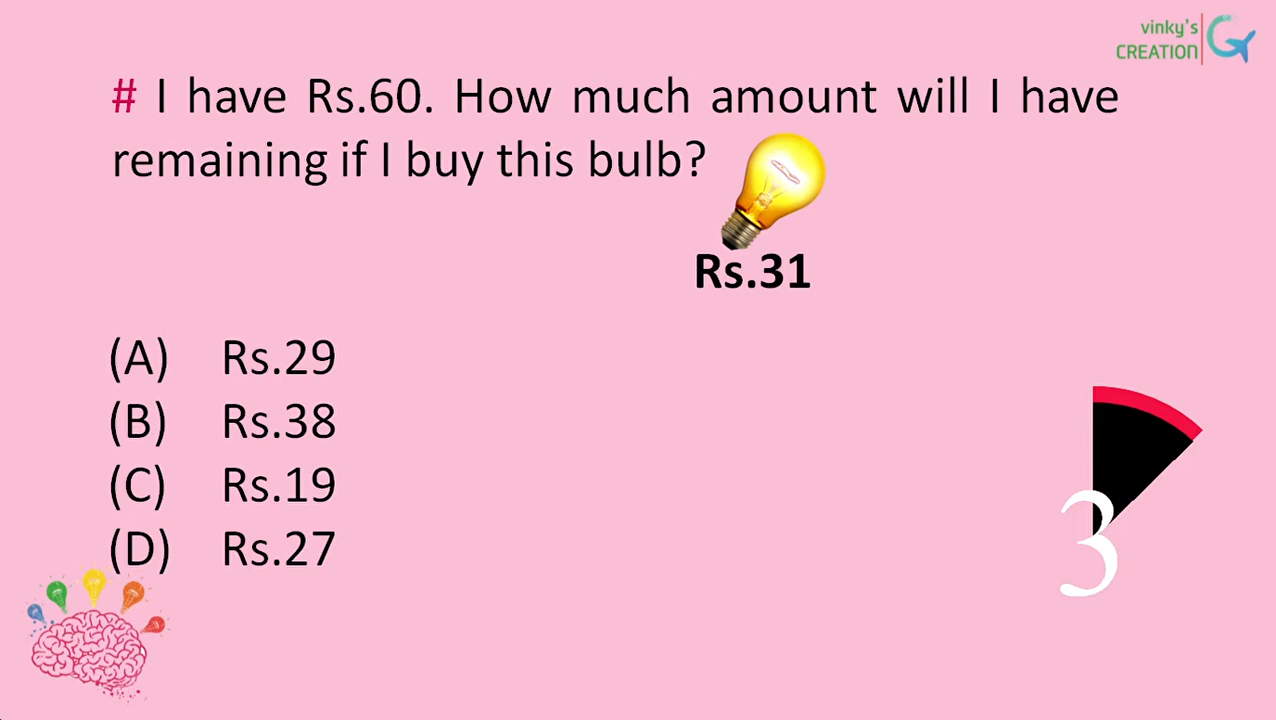 vinky's
CREATION
# I have Rs.60. How much amount will I have
remaining if I buy this bulb?
Rs.31
(A) Rs.29
(B) Rs.38
(C) Rs.19
(D) Rs.27
3